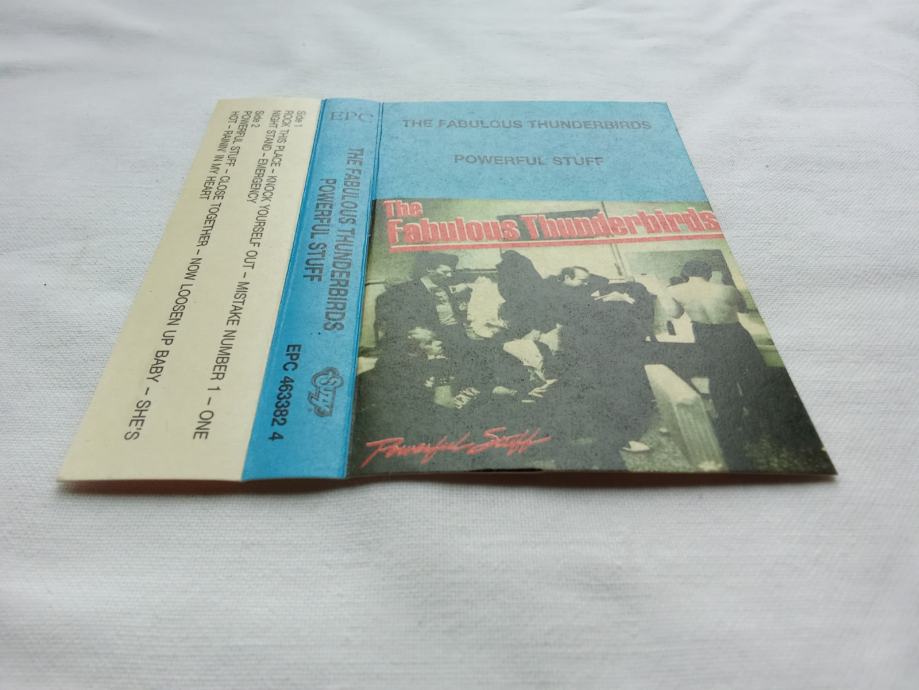 Side 1
ROCK THIS PLACE – KNOCK YOURSELF OUT – MISTAKE NUMBER 1 – ONE
NIGHT STAND – EMERGENCY
Side 2
POWERFUL STUFF – CLOSE TOGETHER – NOW LOOSEN UP BABY – SHE'S
HOT – RAININ' IN MY HEART
EPC
THE FABULOUS THUNDERBIRDS
POWERFUL STUFF
Suzy
EPC 463382 4
THE FABULOUS THUNDERBIRDS
POWERFUL STUFF
The
Fabulous Thunderbirds
Powerful Stuff